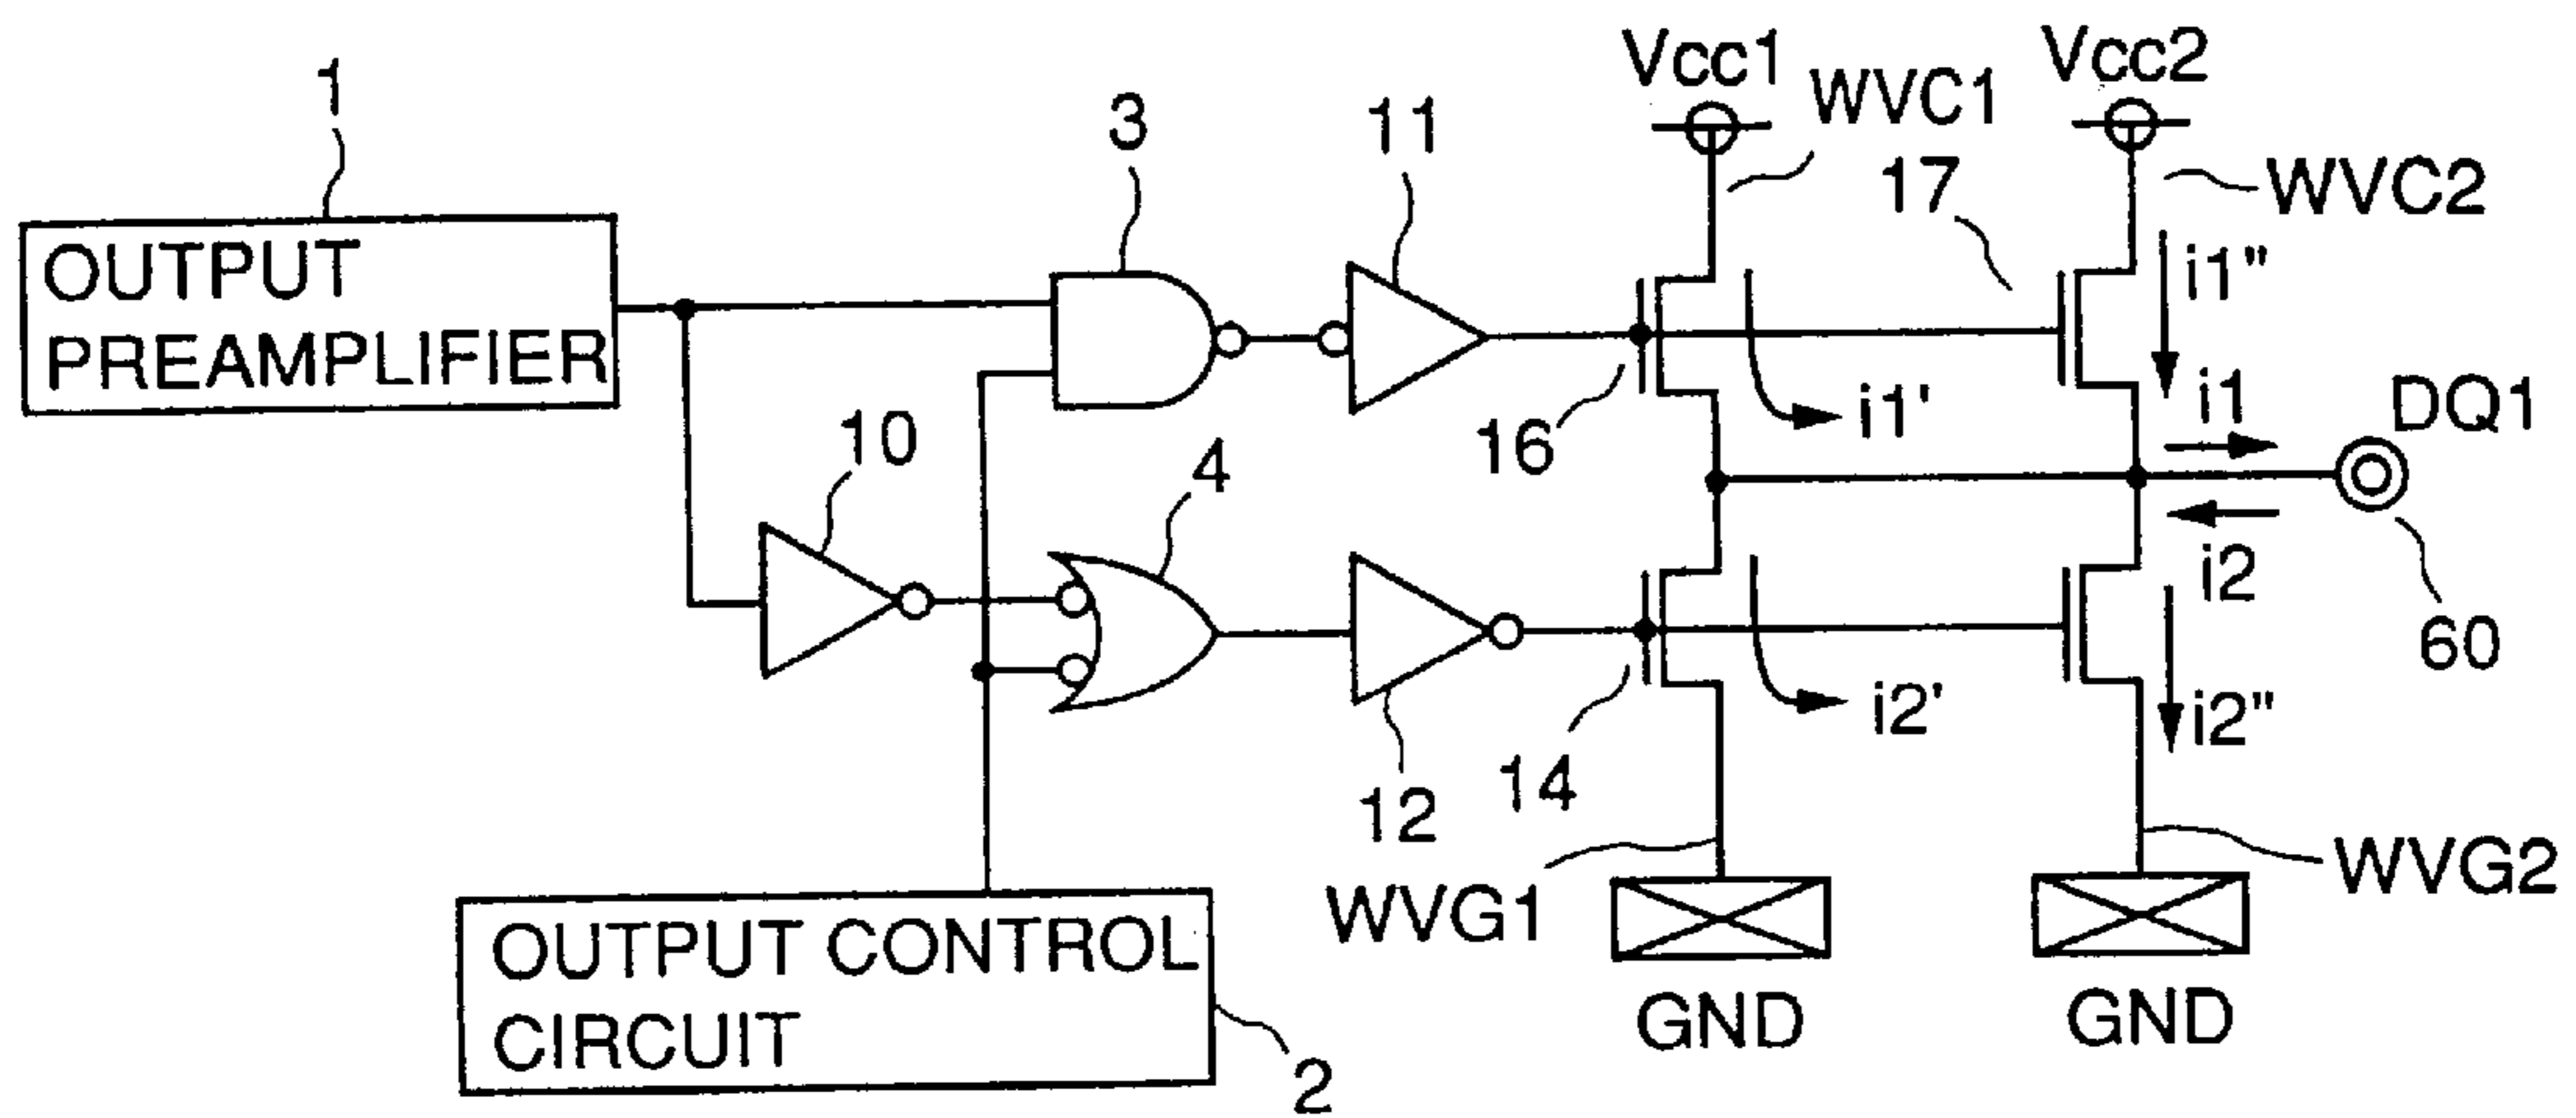 1
OUTPUT
PREAMPLIFIER
3
11
Vcc1
WVC1
Vcc2
17
WVC2
i1"
i1'
i1
DQ1
16
10
4
i2
60
i2'
i2"
14
12
WVG1
WVG2
OUTPUT CONTROL
CIRCUIT
2
GND
GND